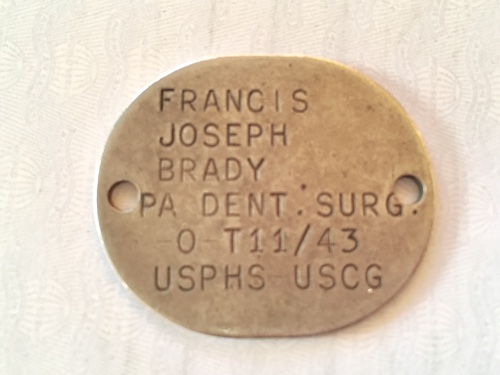 FRANCIS
JOSEPH
BRADY
PA DENT. SURG.
O T11/43
USPHS USCG